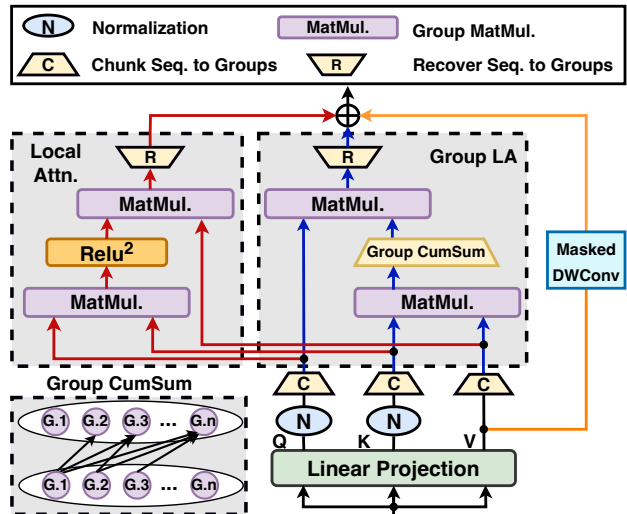 N Normalization MatMul. Group MatMul.
C Chunk Seq. to Groups R Recover Seq. to Groups
Local
Attn.
R
MatMul.
Relu²
MatMul.
R
Group LA
MatMul.
Group CumSum
MatMul.
Masked
DWConv
C C C
N N
Q K V
Linear Projection
Group CumSum
G.1 G.2 G.3 ... G.n
G.1 G.2 G.3 ... G.n